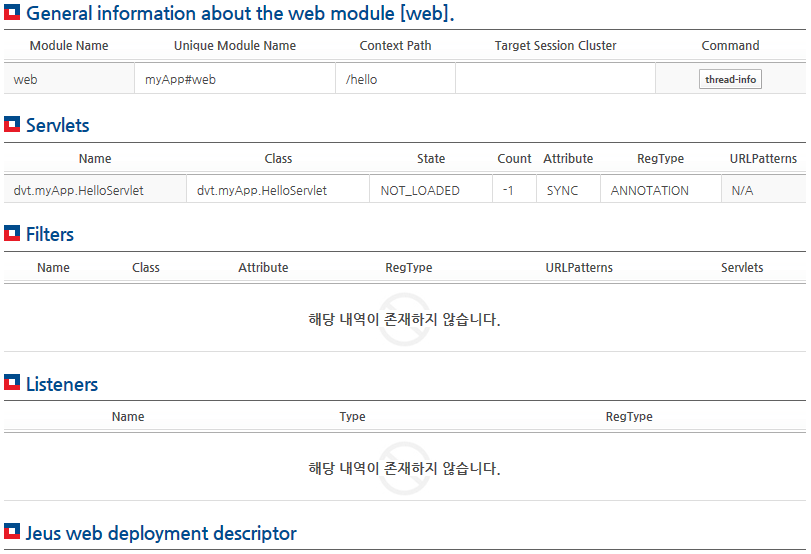 General information about the web module [web].
Module Name Unique Module Name Context Path Target Session Cluster Command
web myApp#web /hello thread-info
Servlets
Name Class State Count Attribute RegType URLPatterns
dvt.myApp.HelloServlet dvt.myApp.HelloServlet NOT_LOADED -1 SYNC ANNOTATION N/A
Filters
Name Class Attribute RegType URLPatterns Servlets
해당 내역이 존재하지 않습니다.
Listeners
Name Type RegType
해당 내역이 존재하지 않습니다.
Jeus web deployment descriptor